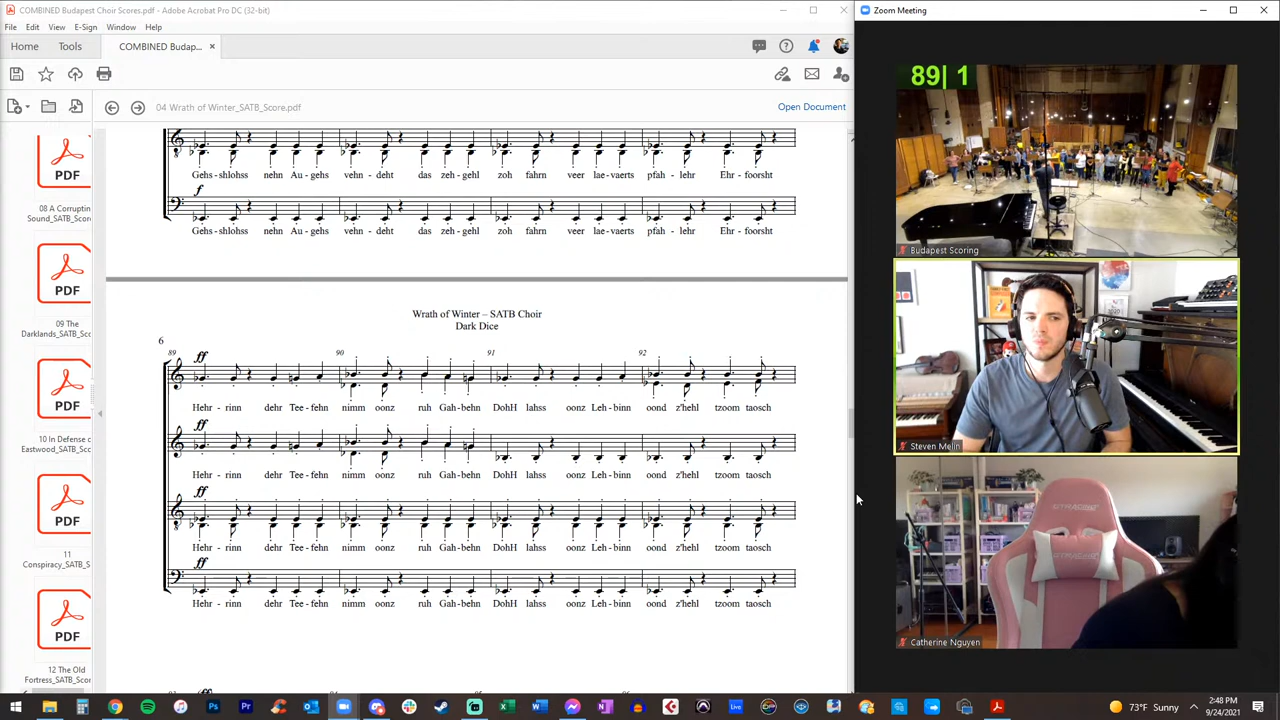 COMBINED Budapest Choir Scores.pdf - Adobe Acrobat Pro DC (32-bit)
File Edit View E-Sign Window Help
Home Tools COMBINED Budap...
04 Wrath of Winter_SATB_Score.pdf
Open Document
PDF
08 A Corruptin
Sound_SATB_Scor
PDF
09 The
Darklands_SATB_Sc
PDF
10 In Defense o
Eastwood_SATB_Sco
PDF
11
Conspiracy_SATB_S
PDF
12 The Old
Fortress_SATB_Scor
Gehs - shlohss nehn Au - gehs vehn - deht das zeh - gehl zoh fahrn veer lae - vaerts pfah - lehr Ehr - foorsht
f
Gehs - shlohss nehn Au - gehs vehn - deht das zeh - gehl zoh fahrn veer lae - vaerts pfah - lehr Ehr - foorsht
Wrath of Winter – SATB Choir
Dark Dice
6
89 90 91 92
ff
Hehr - rinn dehr Tee - fehn nimm oonz ruh Gah - behn DohH lahss oonz Leh - binn oond z'hehl tzoom taosch
ff
Hehr - rinn dehr Tee - fehn nimm oonz ruh Gah - behn DohH lahss oonz Leh - binn oond z'hehl tzoom taosch
ff
Hehr - rinn dehr Tee - fehn nimm oonz ruh Gah - behn DohH lahss oonz Leh - binn oond z'hehl tzoom taosch
ff
Hehr - rinn dehr Tee - fehn nimm oonz ruh Gah - behn DohH lahss oonz Leh - binn oond z'hehl tzoom taosch
ff
Zoom Meeting
89| 1
Budapest Scoring
Steven Melin
Catherine Nguyen
Ps
Pr
Live
73°F Sunny
2:48 PM
9/24/2021